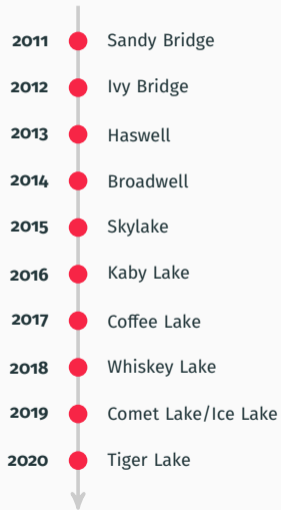 2011 Sandy Bridge
2012 Ivy Bridge
2013 Haswell
2014 Broadwell
2015 Skylake
2016 Kaby Lake
2017 Coffee Lake
2018 Whiskey Lake
2019 Comet Lake/Ice Lake
2020 Tiger Lake